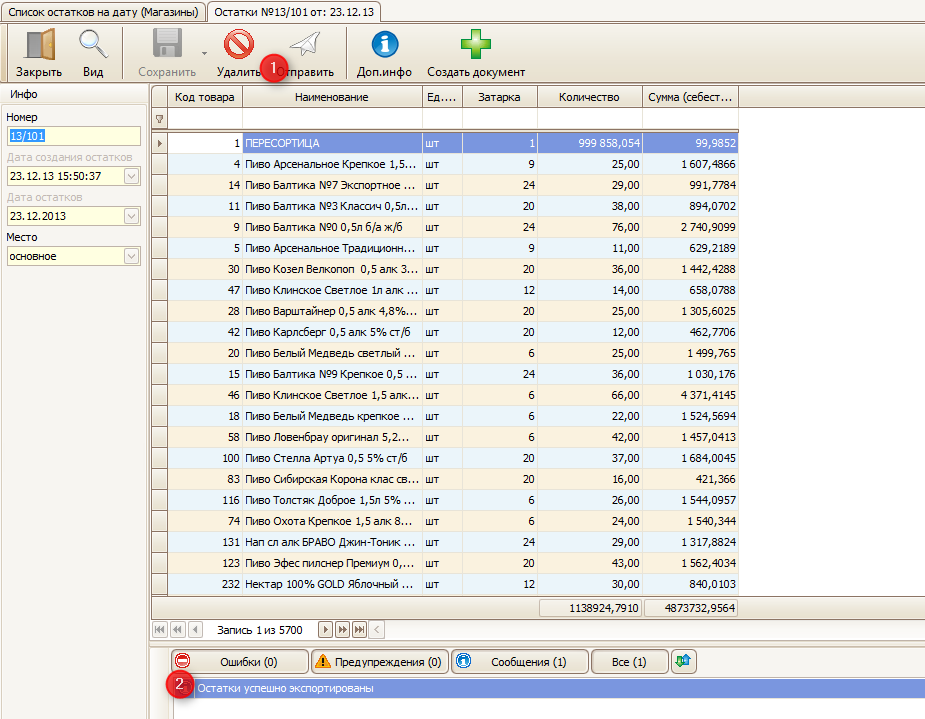 Список остатков на дату (Магазины) Остатки №13/101 от: 23.12.13
Закрыть Вид Сохранить Удалить 1 Отправить Доп.инфо Создать документ
Инфо
Номер
13/101
Дата создания остатков
23.12.13 15:50:37
Дата остатков
23.12.2013
Место
основное
Код товара Наименование Ед.... Затарка Количество Сумма (себест...
1 ПЕРЕСОРТИЦА шт 1 999 858,054 99,9852
4 Пиво Арсенальное Крепкое 1,5... шт 9 25,00 1 607,4866
14 Пиво Балтика №7 Экспортное ... шт 24 29,00 991,7784
11 Пиво Балтика №3 Классич 0,5л... шт 20 38,00 894,0702
9 Пиво Балтика №0 0,5л б/а ж/б шт 24 76,00 2 740,9099
5 Пиво Арсенальное Традиционн... шт 9 11,00 629,2189
30 Пиво Козел Велкопоп 0,5 алк 3... шт 20 36,00 1 442,4288
47 Пиво Клинское Светлое 1л алк ... шт 12 14,00 658,0788
28 Пиво Варштайнер 0,5 алк 4,8%... шт 20 25,00 1 305,6025
42 Пиво Карлсберг 0,5 алк 5% ст/б шт 20 12,00 462,7706
20 Пиво Белый Медведь светлый ... шт 6 25,00 1 499,765
15 Пиво Балтика №9 Крепкое 0,5 ... шт 24 36,00 1 030,176
46 Пиво Клинское Светлое 1,5 алк... шт 6 66,00 4 371,4145
18 Пиво Белый Медведь крепкое ... шт 6 22,00 1 524,5694
58 Пиво Ловенбрау оригинал 5,2... шт 6 42,00 1 457,0413
100 Пиво Стелла Артуа 0,5 5% ст/б шт 20 37,00 1 684,0045
83 Пиво Сибирская Корона клас св... шт 20 16,00 421,366
116 Пиво Толстяк Доброе 1,5л 5% ... шт 6 26,00 1 544,0957
74 Пиво Охота Крепкое 1,5 алк 8... шт 6 24,00 1 540,344
131 Нап сл алк БРАВО Джин-Тоник ... шт 24 29,00 1 317,8824
123 Пиво Эфес пилснер Премиум 0,... шт 20 43,00 1 562,4034
232 Нектар 100% GOLD Яблочный ... шт 12 30,00 840,0103
1138924,7910 4873732,9564
Запись 1 из 5700
Ошибки (0) Предупреждения (0) Сообщения (1) Все (1)
2 Остатки успешно экспортированы